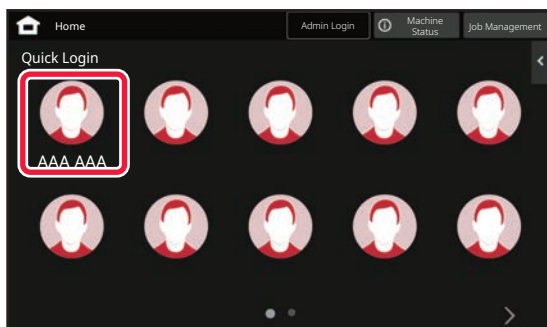 Home
Admin Login
Machine
Status
Job Management
Quick Login
AAA AAA